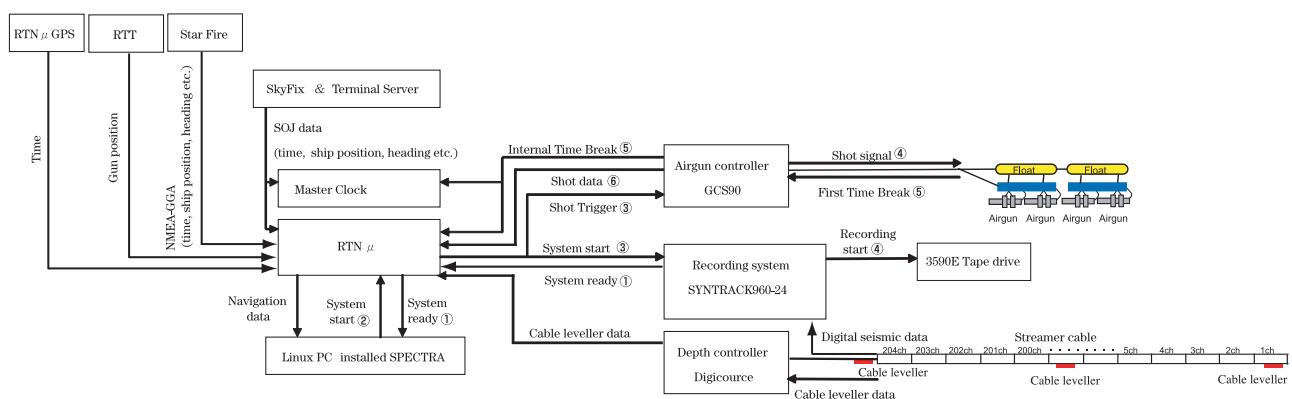 RTN μ GPS
RTT
Star Fire
Time
Gun position
NMEA-GGA
(time, ship position, heading etc.)
SkyFix & Terminal Server
SOJ data
(time, ship position, heading etc.)
Master Clock
RTN μ
Navigation
data
System
start ②
System
ready ①
Linux PC installed SPECTRA
Internal Time Break ⑤
Shot data ⑥
Shot Trigger ③
System start ③
System ready ①
Cable leveller data
Airgun controller
GCS90
Shot signal ④
First Time Break ⑤
Float
Float
Airgun
Airgun
Airgun
Airgun
Recording system
SYNTRACK960-24
Recording
start ④
3590E Tape drive
Depth controller
Digicource
Digital seismic data
Streamer cable
204ch 203ch 202ch 201ch 200ch · · · · · · · 5ch 4ch 3ch 2ch 1ch
Cable leveller
Cable leveller
Cable leveller
Cable leveller data